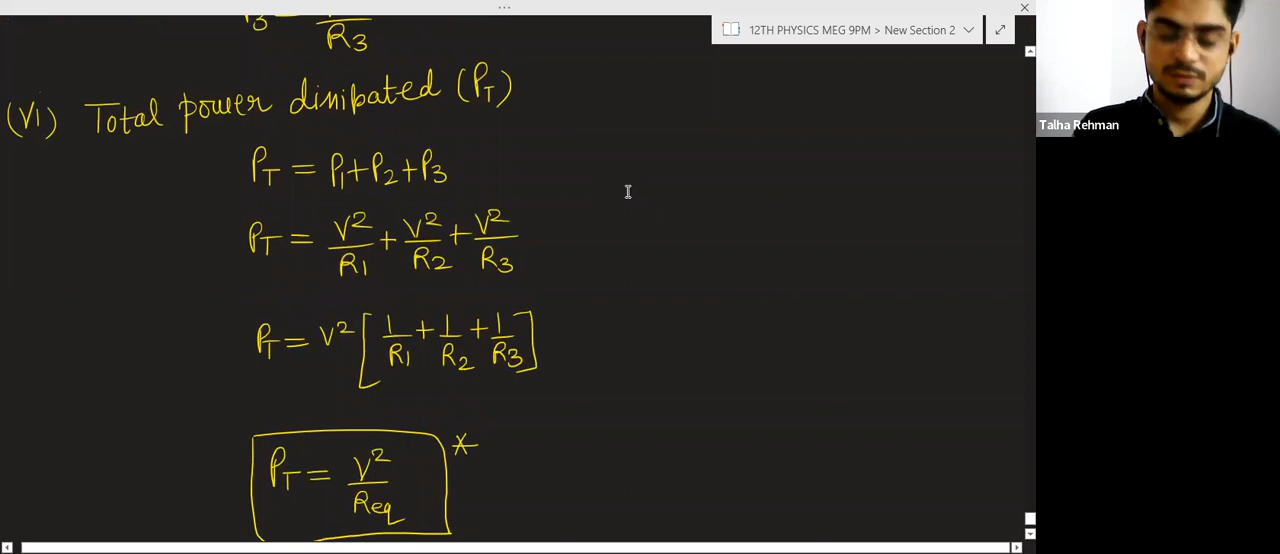 12TH PHYSICS MEG 9PM > New Section 2
R3
(Vi) Total power dissipated (PT)
Talha Rehman
PT = P1+P2+P3
PT = V²/R1 + V²/R2 + V²/R3
PT = V² [ 1/R1 + 1/R2 + 1/R3 ]
PT = V²/Req *